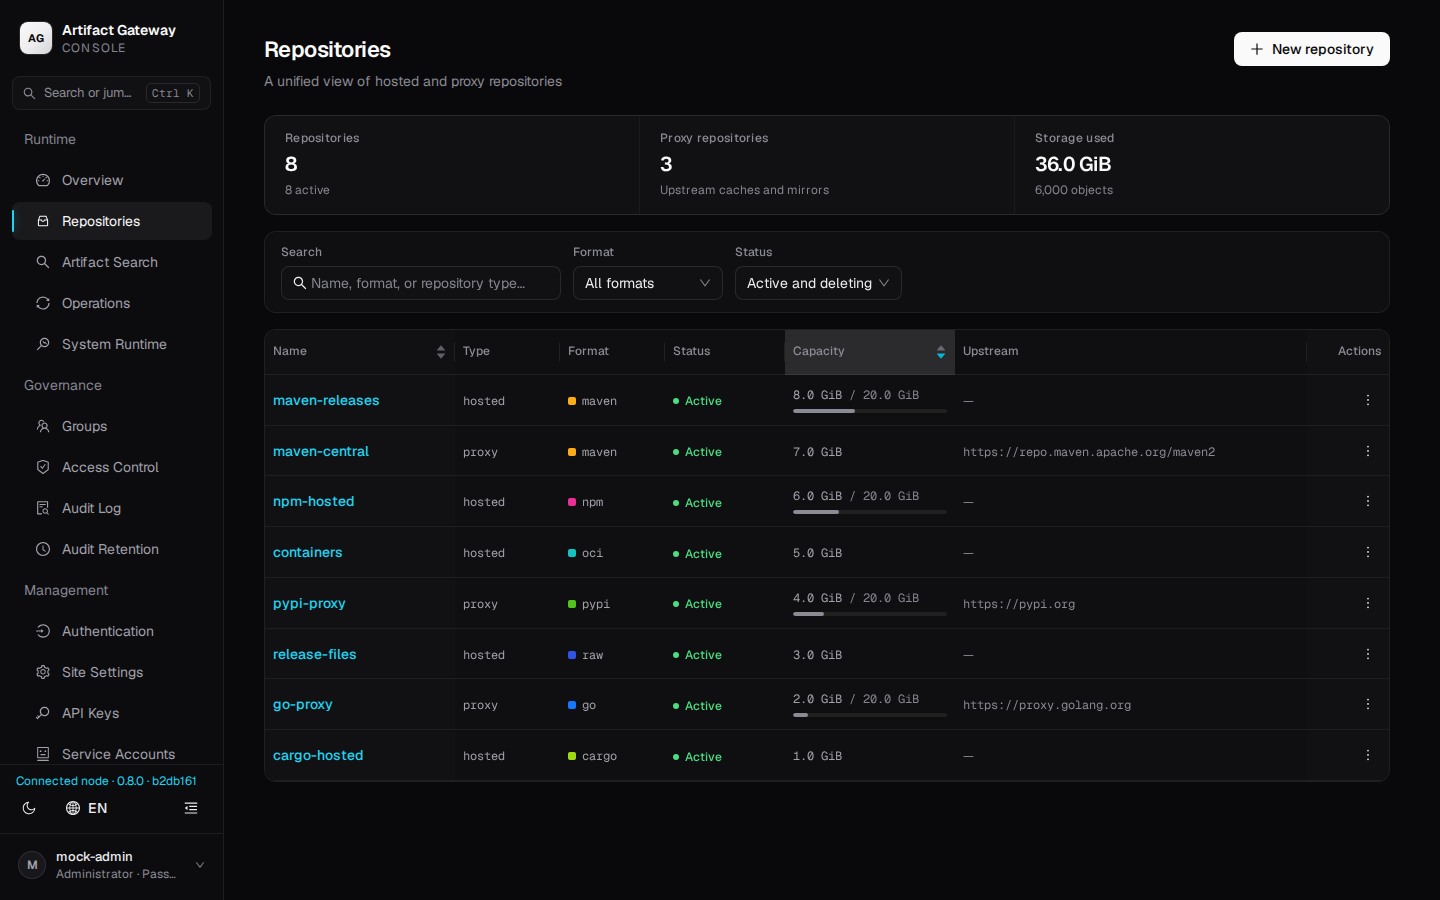 AG
Artifact Gateway
CONSOLE
Search or jum...
Ctrl K
Runtime
Overview
Repositories
Artifact Search
Operations
System Runtime
Governance
Groups
Access Control
Audit Log
Audit Retention
Management
Authentication
Site Settings
API Keys
Service Accounts
Connected node · 0.8.0 · b2db161
EN
M
mock-admin
Administrator · Pass...
Repositories
A unified view of hosted and proxy repositories
New repository
Repositories
8
8 active
Proxy repositories
3
Upstream caches and mirrors
Storage used
36.0 GiB
6,000 objects
Search
Name, format, or repository type...
Format
All formats
Status
Active and deleting
Name Type Format Status Capacity Upstream Actions
maven-releases hosted maven Active 8.0 GiB / 20.0 GiB —
maven-central proxy maven Active 7.0 GiB https://repo.maven.apache.org/maven2
npm-hosted hosted npm Active 6.0 GiB / 20.0 GiB —
containers hosted oci Active 5.0 GiB —
pypi-proxy proxy pypi Active 4.0 GiB / 20.0 GiB https://pypi.org
release-files hosted raw Active 3.0 GiB —
go-proxy proxy go Active 2.0 GiB / 20.0 GiB https://proxy.golang.org
cargo-hosted hosted cargo Active 1.0 GiB —